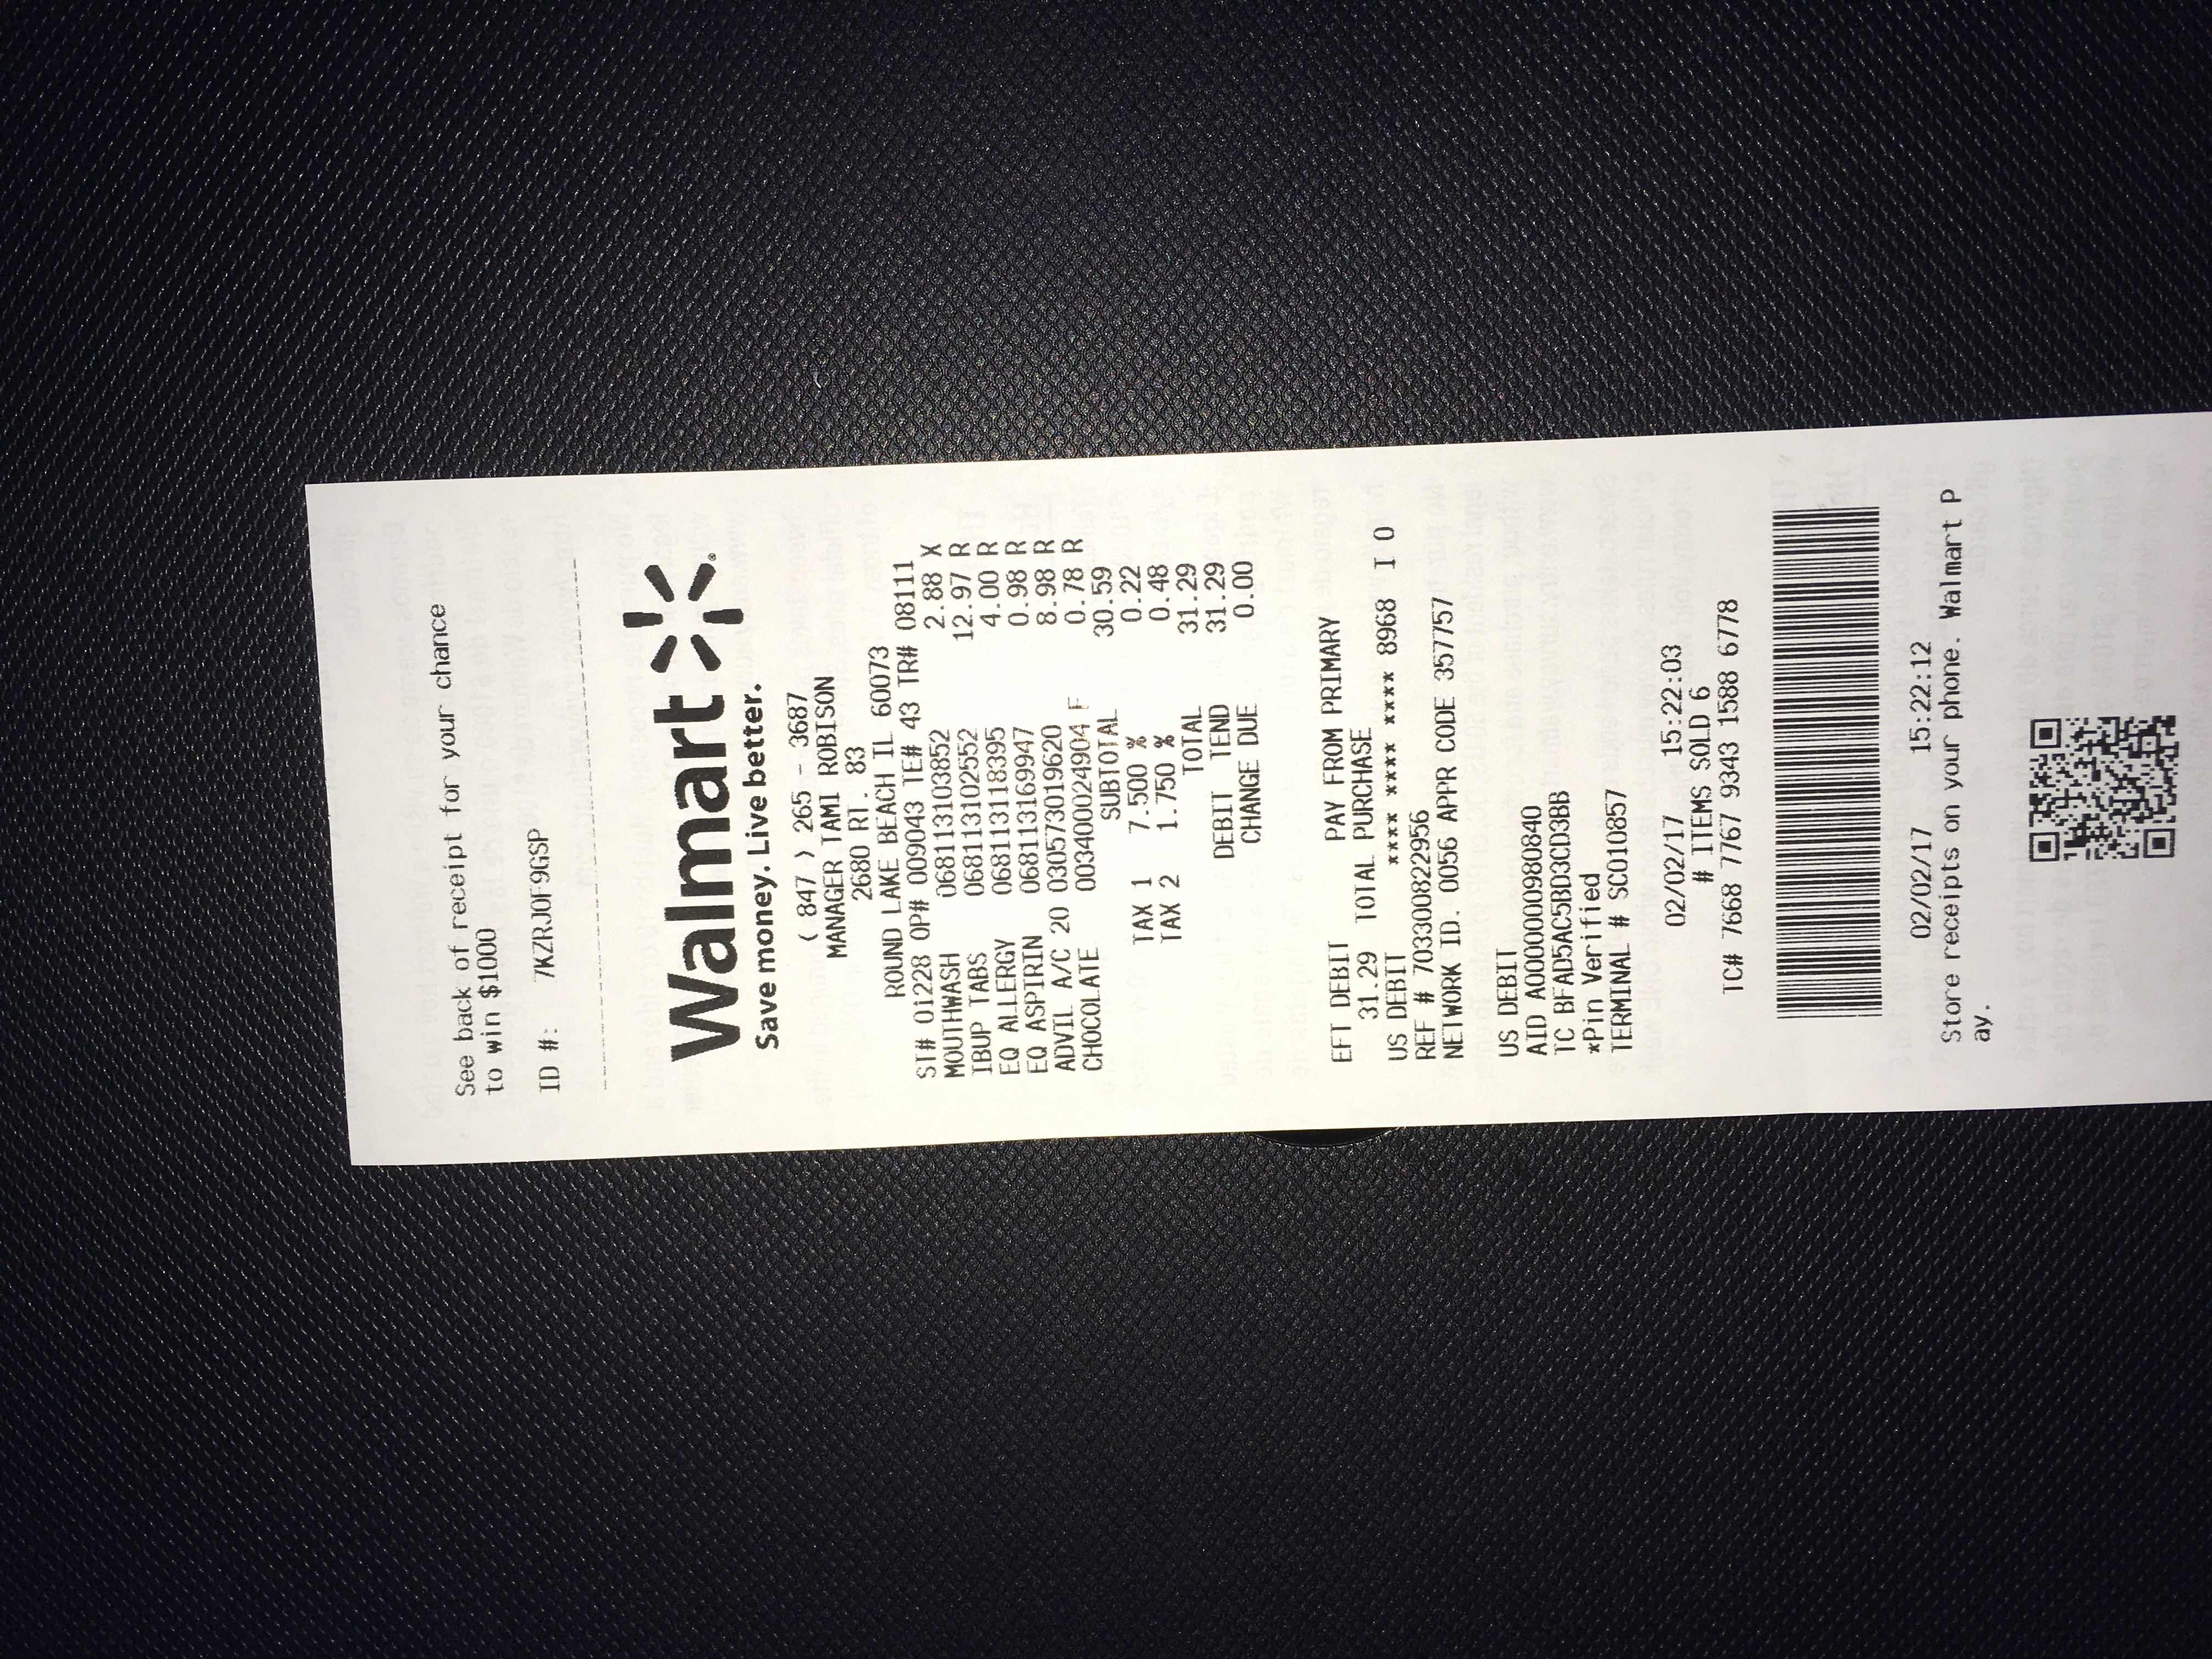 See back of receipt for your chance
to win $1000
ID #: 7KZRJ0F9GSP
Walmart
Save money. Live better.
( 847 ) 265 - 3687
MANAGER TAMI ROBISON
2680 RT. 83
ROUND LAKE BEACH IL 60073
ST# 01228 OP# 009043 TE# 43 TR# 08111
MOUTHWASH 068113103852 2.88 X
IBUP TABS 068113102552 12.97 R
EQ ALLERGY 068113118395 4.00 R
EQ ASPIRIN 068113169947 0.98 R
ADVIL A/C 20 030573019620 8.98 R
CHOCOLATE 003400024904 F 0.78 R
SUBTOTAL 30.59
TAX 1 7.500 % 0.22
TAX 2 1.750 % 0.48
TOTAL 31.29
DEBIT TEND 31.29
CHANGE DUE 0.00
EFT DEBIT PAY FROM PRIMARY
31.29 TOTAL PURCHASE
US DEBIT **** **** **** 8968 I 0
REF # 703300822956
NETWORK ID. 0056 APPR CODE 357757
US DEBIT
AID A0000000980840
TC BFAD5AC5BD3CD3BB
*Pin Verified
TERMINAL # SC010857
02/02/17 15:22:03
# ITEMS SOLD 6
TC# 7668 7767 9343 1588 6778
02/02/17 15:22:12
Store receipts on your phone. Walmart P
ay.